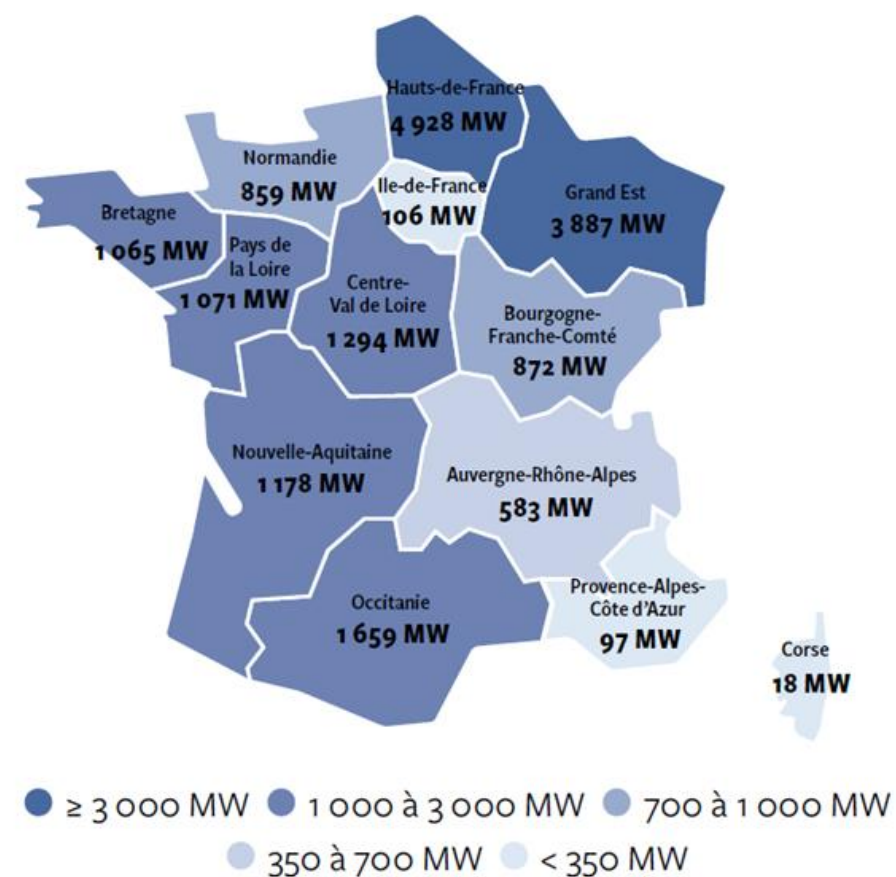 Hauts-de-France
4 928 MW
Normandie
859 MW
Ile-de-France
106 MW
Grand Est
3 887 MW
Bretagne
1 065 MW
Pays de
la Loire
1 071 MW
Centre-
Val de Loire
1 294 MW
Bourgogne-
Franche-Comté
872 MW
Nouvelle-Aquitaine
1 178 MW
Auvergne-Rhône-Alpes
583 MW
Occitanie
1 659 MW
Provence-Alpes-
Côte d'Azur
97 MW
Corse
18 MW
≥ 3 000 MW 1 000 à 3 000 MW 700 à 1 000 MW
350 à 700 MW < 350 MW